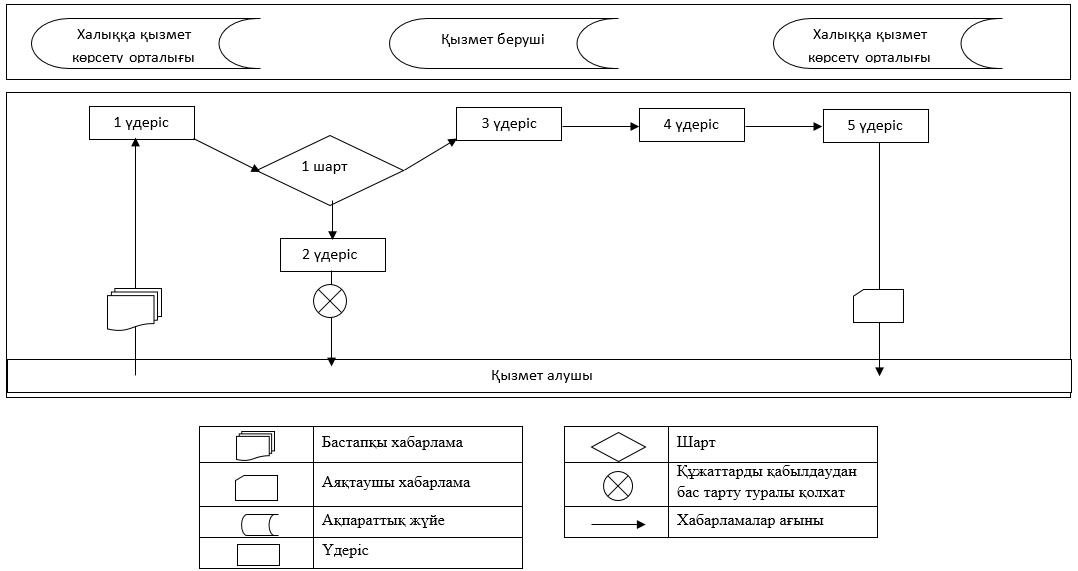 Халыққа қызмет
көрсету орталығы
Қызмет беруші
Халыққа қызмет
көрсету орталығы
1 үдеріс
3 үдеріс
4 үдеріс
5 үдеріс
1 шарт
2 үдеріс
Қызмет алушы
Бастапқы хабарлама
Аяқтаушы хабарлама
Ақпараттық жүйе
Үдеріс
Шарт
Құжаттарды қабылдаудан
бас тарту туралы қолхат
Хабарламалар ағыны